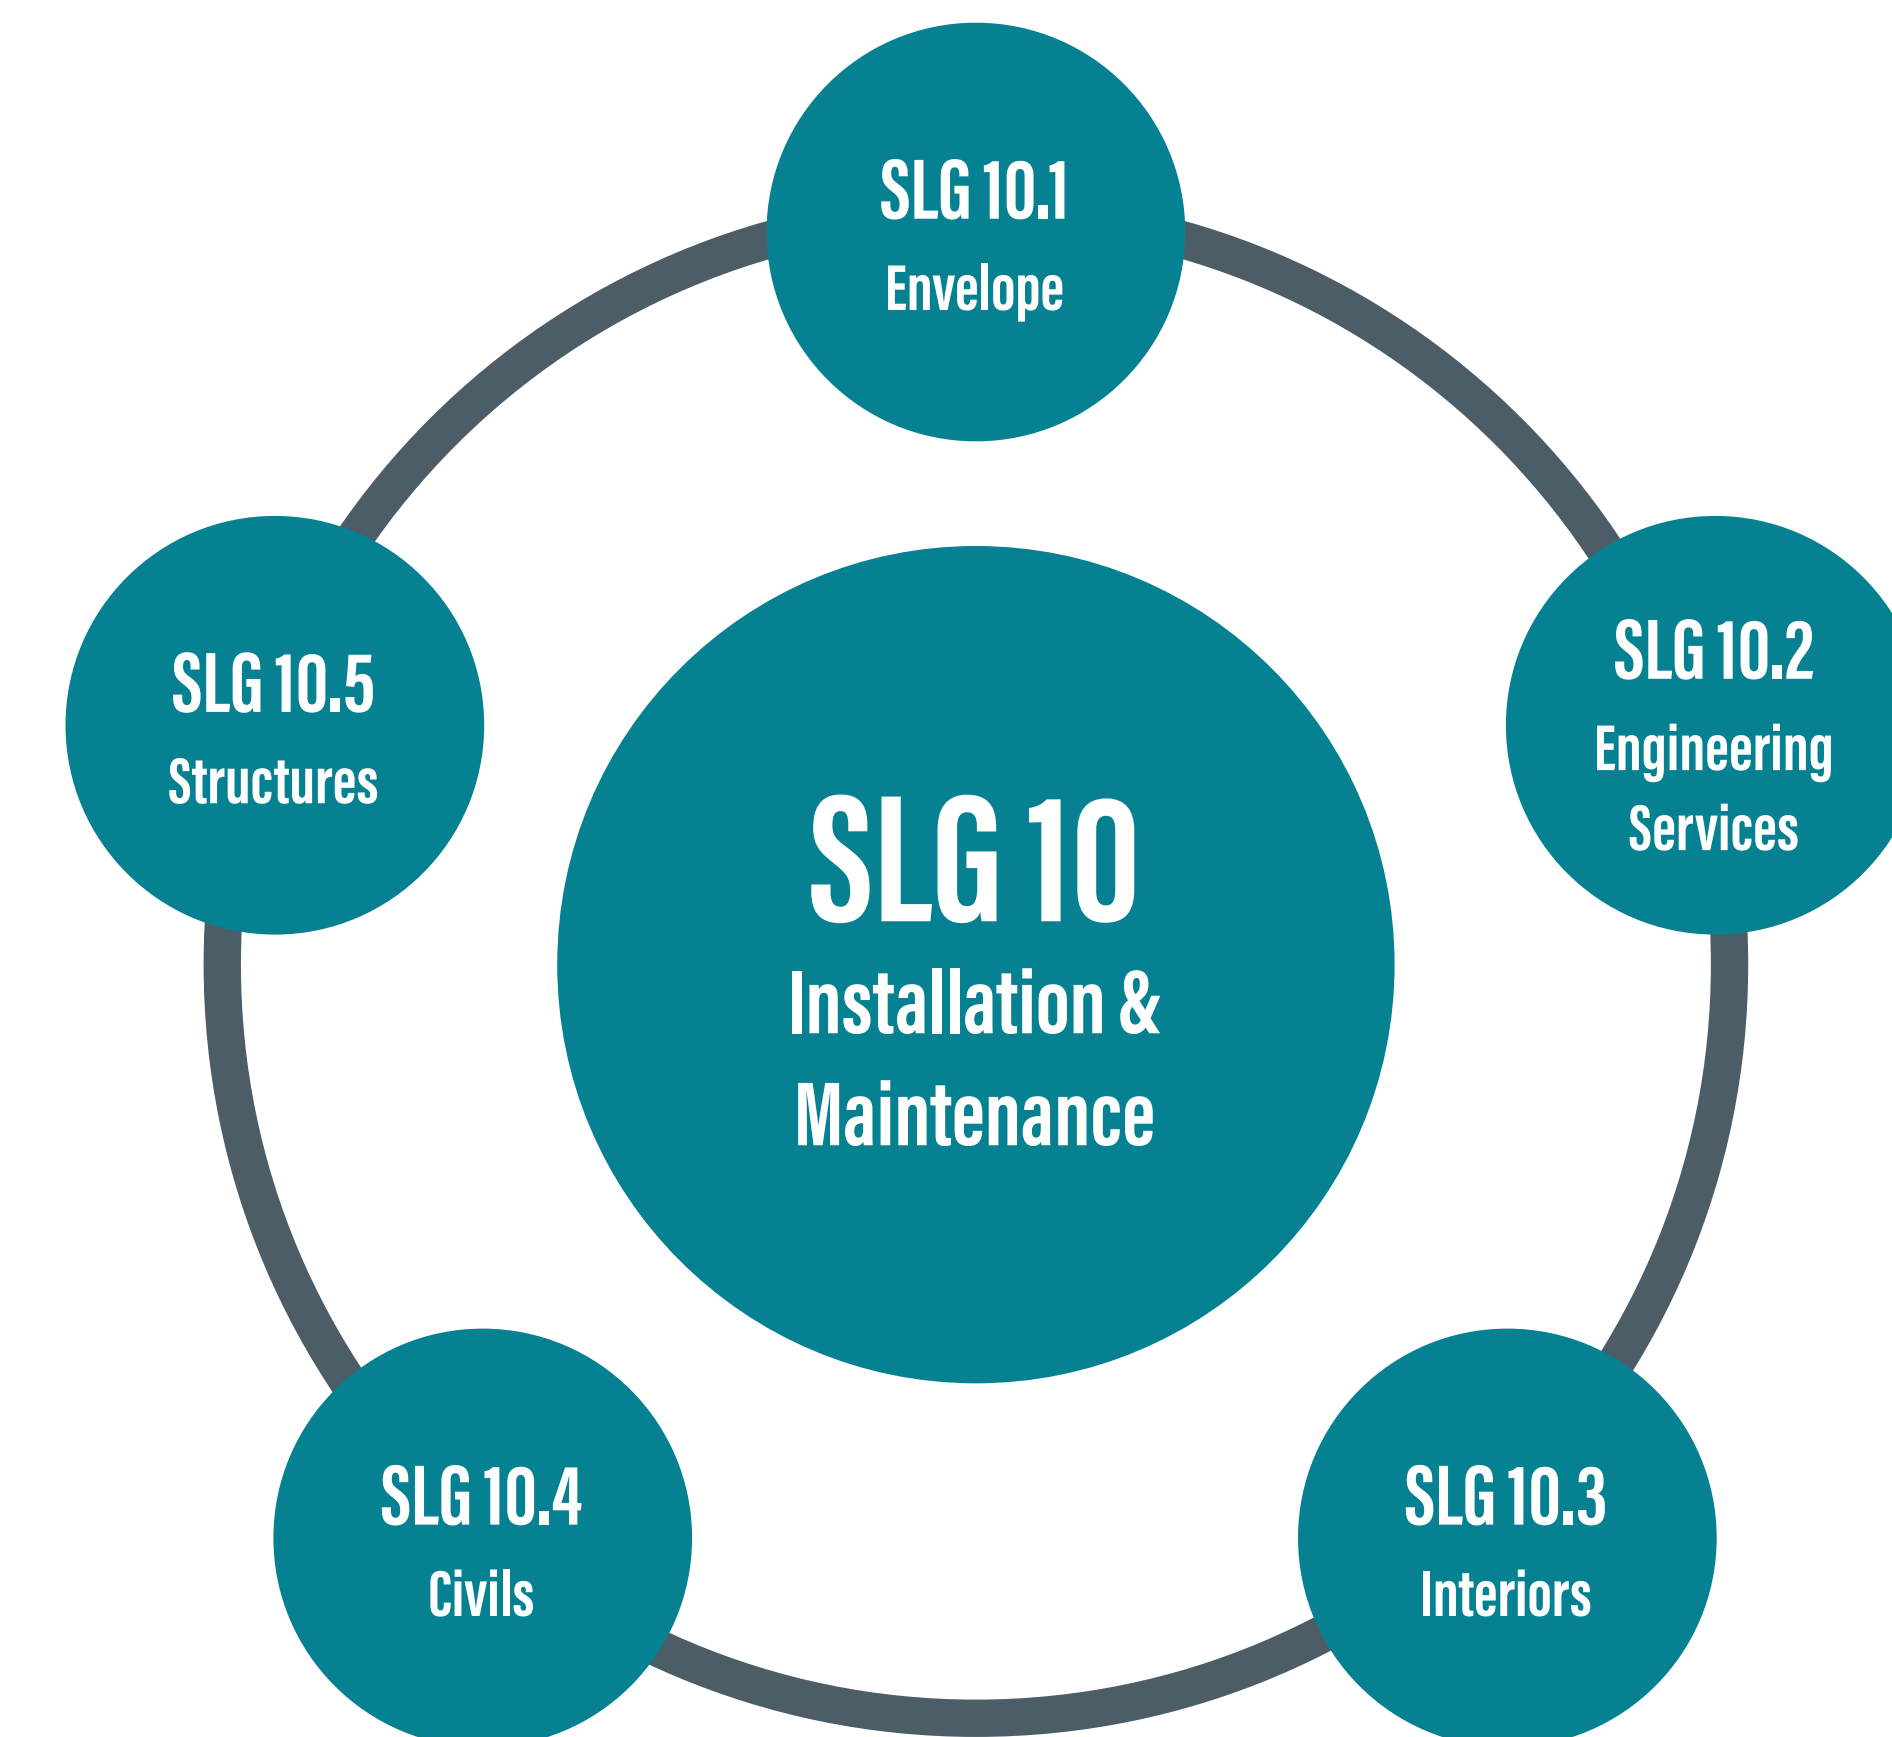 SLG 10.1
Envelope
SLG 10.2
Engineering
Services
SLG 10.5
Structures
SLG 10
Installation &
Maintenance
SLG 10.4
Civils
SLG 10.3
Interiors